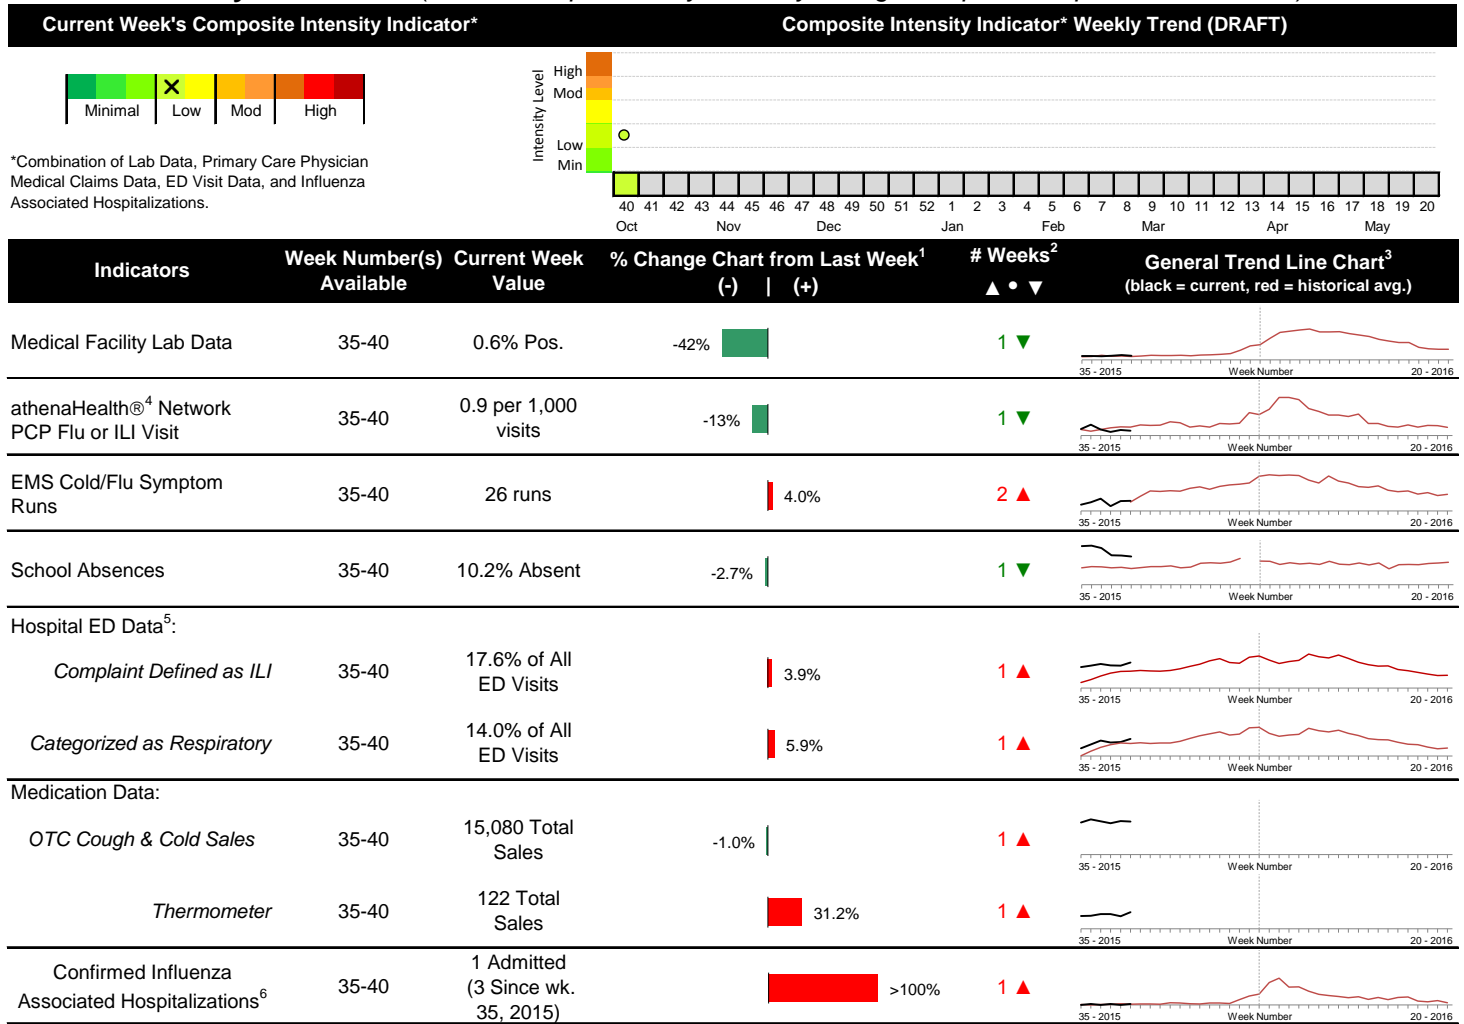 Current Week's Composite Intensity Indicator*
Composite Intensity Indicator* Weekly Trend (DRAFT)
Minimal Low Mod High
*Combination of Lab Data, Primary Care Physician
Medical Claims Data, ED Visit Data, and Influenza
Associated Hospitalizations.
Intensity Level
High
Mod
Low
Min
40 41 42 43 44 45 46 47 48 49 50 51 52 1 2 3 4 5 6 7 8 9 10 11 12 13 14 15 16 17 18 19 20
Oct Nov Dec Jan Feb Mar Apr May
Indicators
Week Number(s)
Available
Current Week
Value
% Change Chart from Last Week1
(-) | (+)
# Weeks2
▲ • ▼
General Trend Line Chart3
(black = current, red = historical avg.)
Medical Facility Lab Data 35-40 0.6% Pos. -42% 1 ▼
35 - 2015 Week Number 20 - 2016
athenaHealth®4 Network
PCP Flu or ILI Visit
35-40
0.9 per 1,000
visits
-13% 1 ▼
35 - 2015 Week Number 20 - 2016
EMS Cold/Flu Symptom
Runs
35-40 26 runs 4.0% 2 ▲
35 - 2015 Week Number 20 - 2016
School Absences 35-40 10.2% Absent -2.7% 1 ▼
35 - 2015 Week Number 20 - 2016
Hospital ED Data5:
Complaint Defined as ILI 35-40
17.6% of All
ED Visits
3.9% 1 ▲
35 - 2015 Week Number 20 - 2016
Categorized as Respiratory 35-40
14.0% of All
ED Visits
5.9% 1 ▲
35 - 2015 Week Number 20 - 2016
Medication Data:
OTC Cough & Cold Sales 35-40
15,080 Total
Sales
-1.0% 1 ▲
35 - 2015 Week Number 20 - 2016
Thermometer 35-40
122 Total
Sales
31.2% 1 ▲
35 - 2015 Week Number 20 - 2016
Confirmed Influenza
Associated Hospitalizations6
35-40
1 Admitted
(3 Since wk.
35, 2015)
>100% 1 ▲
35 - 2015 Week Number 20 - 2016